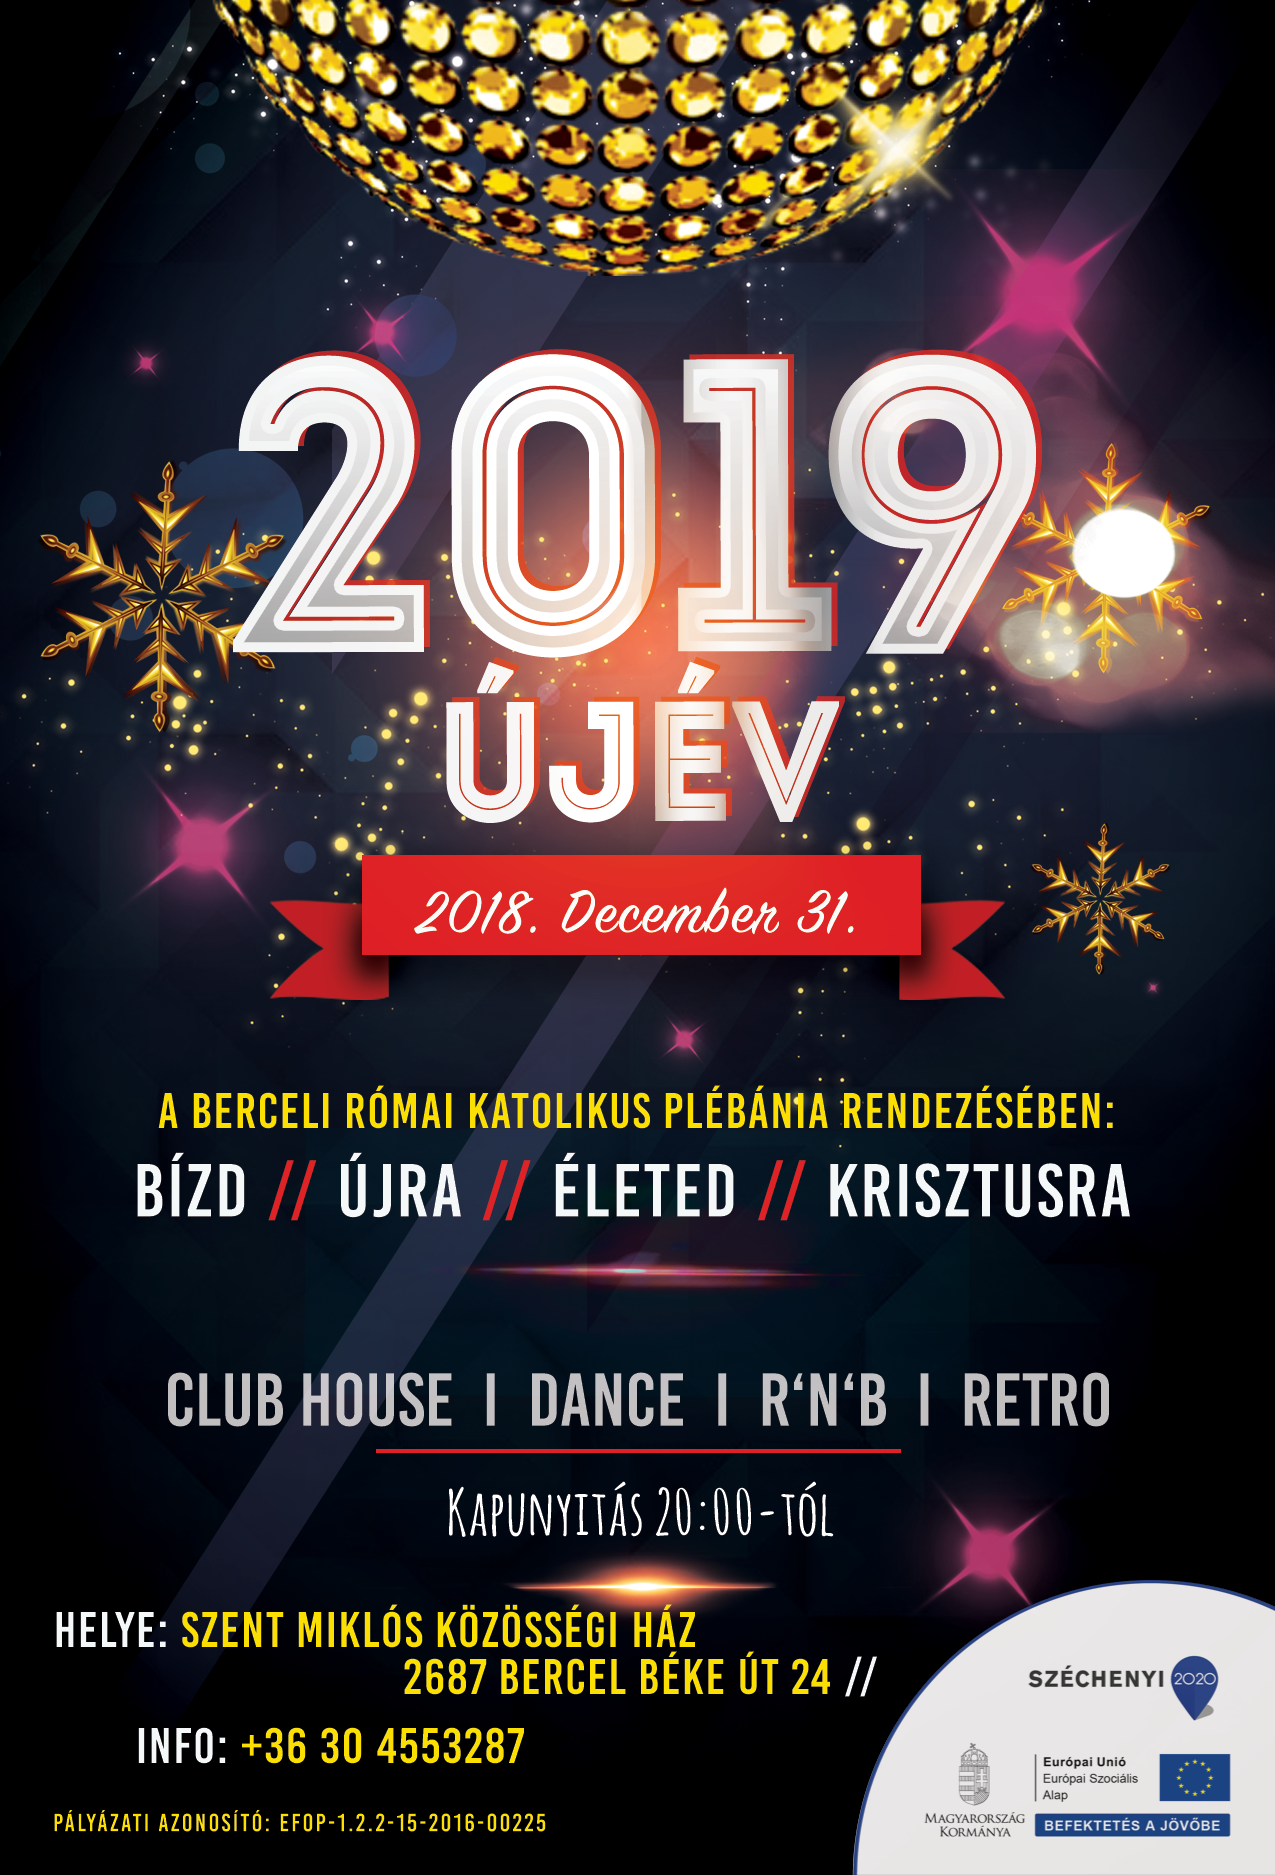 2019
ÚJÉV
2018. December 31.
A BERCELI RÓMAI KATOLIKUS PLÉBÁNIA RENDEZÉSÉBEN:
BÍZD // ÚJRA // ÉLETED // KRISZTUSRA
CLUB HOUSE I DANCE I R‘N‘B I RETRO
KAPUNYITÁS 20:00-TÓL
HELYE: SZENT MIKLÓS KÖZÖSSÉGI HÁZ
2687 BERCEL BÉKE ÚT 24 //
INFO: +36 30 4553287
PÁLYÁZATI AZONOSÍTÓ: EFOP-1.2.2-15-2016-00225
SZÉCHENYI 2020
MAGYARORSZÁG
KORMÁNYA
Európai Unió
Európai Szociális
Alap
BEFEKTETÉS A JÖVŐBE